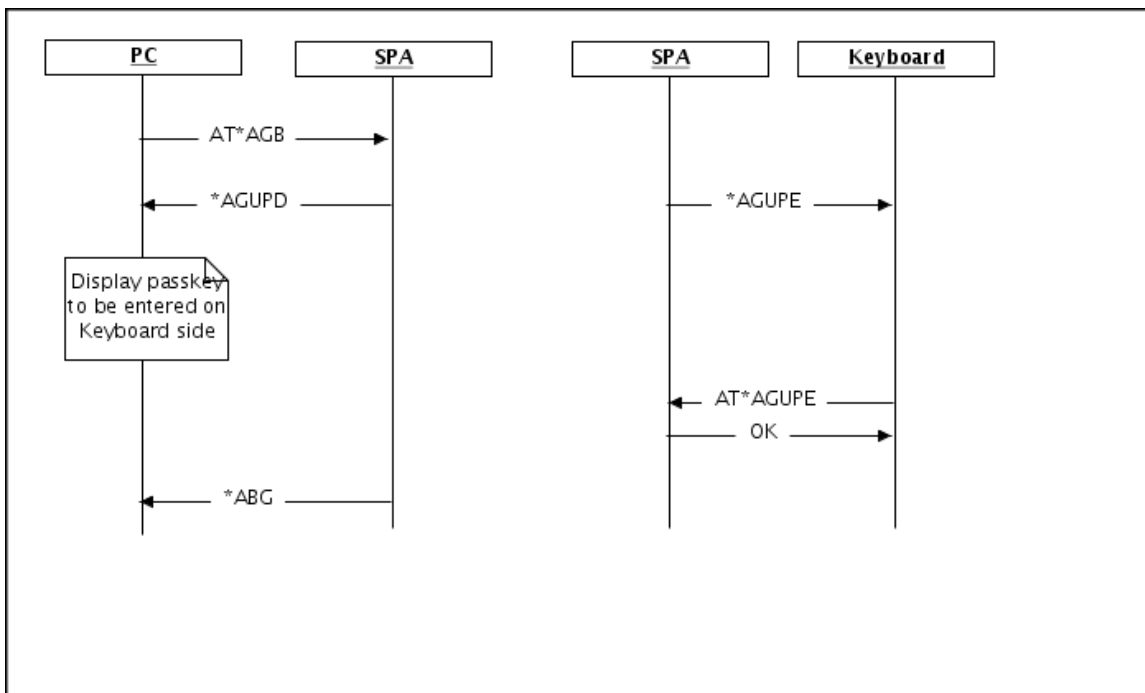 PC
SPA
SPA
Keyboard
AT*AGB
*AGUPD
*AGUPE
Display passkey
to be entered on
Keyboard side
AT*AGUPE
OK
*ABG